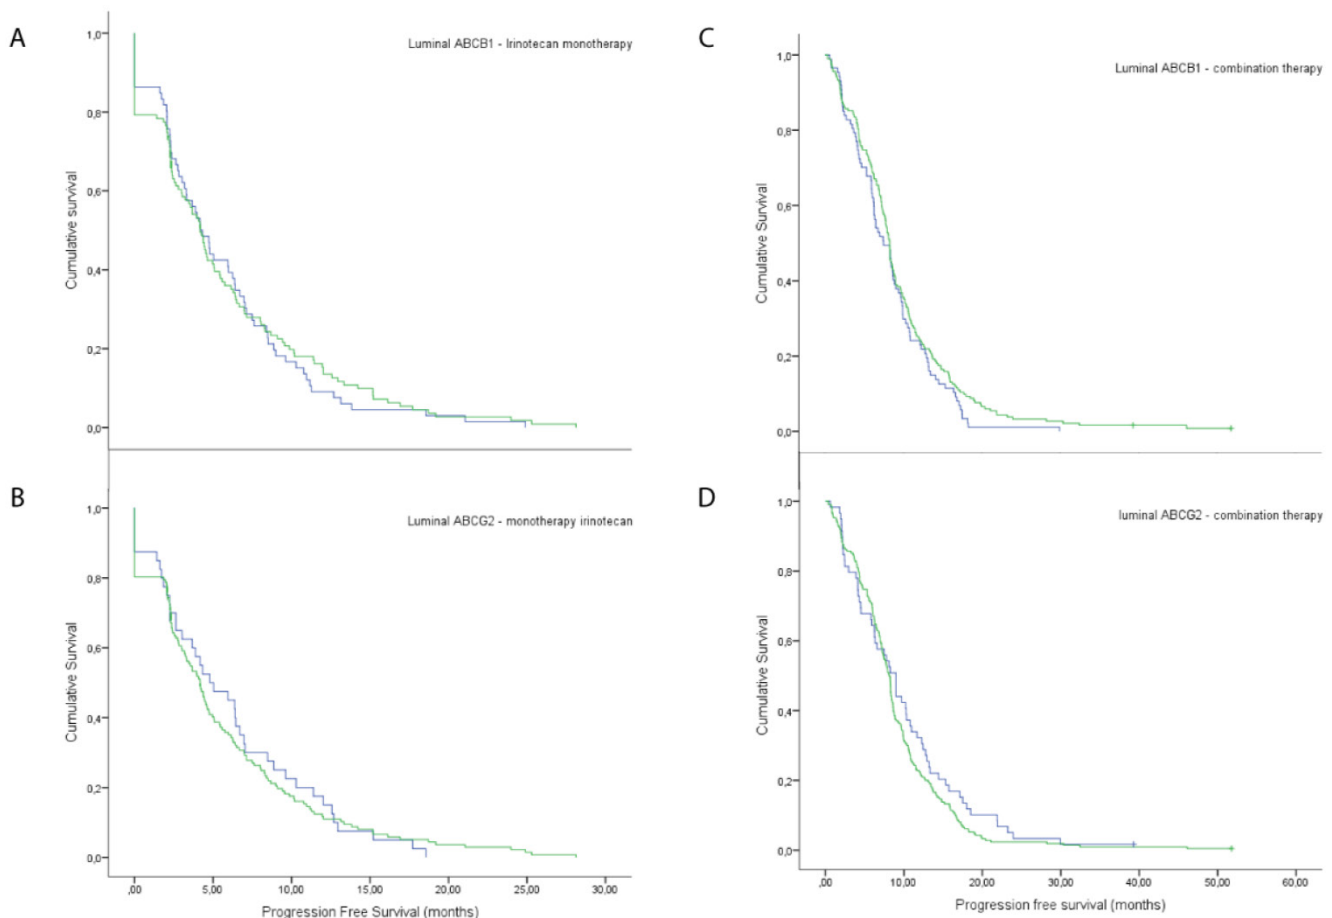 A
Luminal ABCB1 - Irinotecan monotherapy
Cumulative survival
1,0
0,8
0,6
0,4
0,2
0,0
B
Luminal ABCG2 - monotherapy irinotecan
Cumulative survival
1,0
0,8
0,6
0,4
0,2
0,0
,00 5,00 10,00 15,00 20,00 25,00 30,00
Progression Free Survival (months)
C
Luminal ABCB1 - combination therapy
Cumulative Survival
1,0
0,8
0,6
0,4
0,2
0,0
D
luminal ABCG2 - combination therapy
Cumulative Survival
1,0
0,8
0,6
0,4
0,2
0,0
,00 10,00 20,00 30,00 40,00 50,00 60,00
Progression free survival (months)